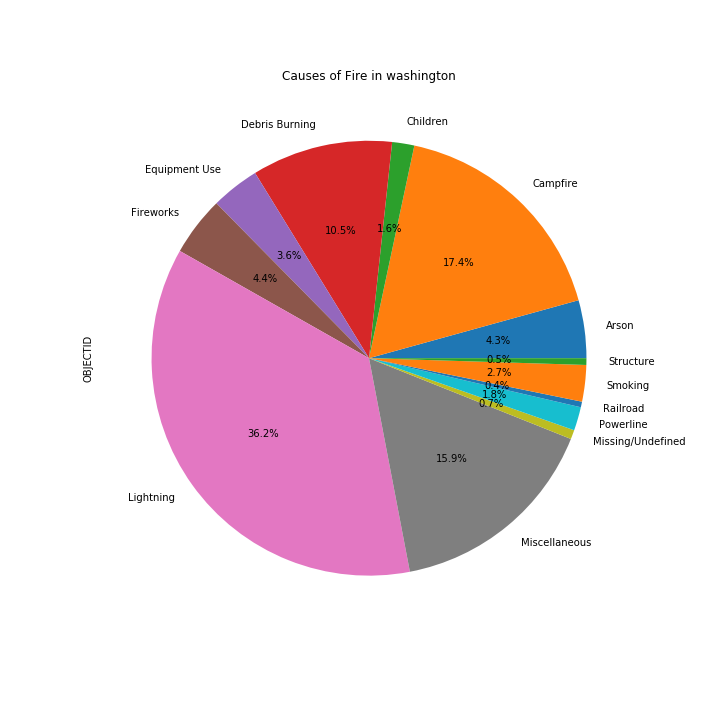 Causes of Fire in washington
Children
Debris Burning
Campfire
Equipment Use
Fireworks
1.6%
10.5%
3.6%
17.4%
4.4%
Arson
4.3%
OBJECTID
0.5%
Structure
2.7%
Smoking
0.4%
1.8%
Railroad
0.7%
Powerline
Missing/Undefined
36.2%
15.9%
Lightning
Miscellaneous